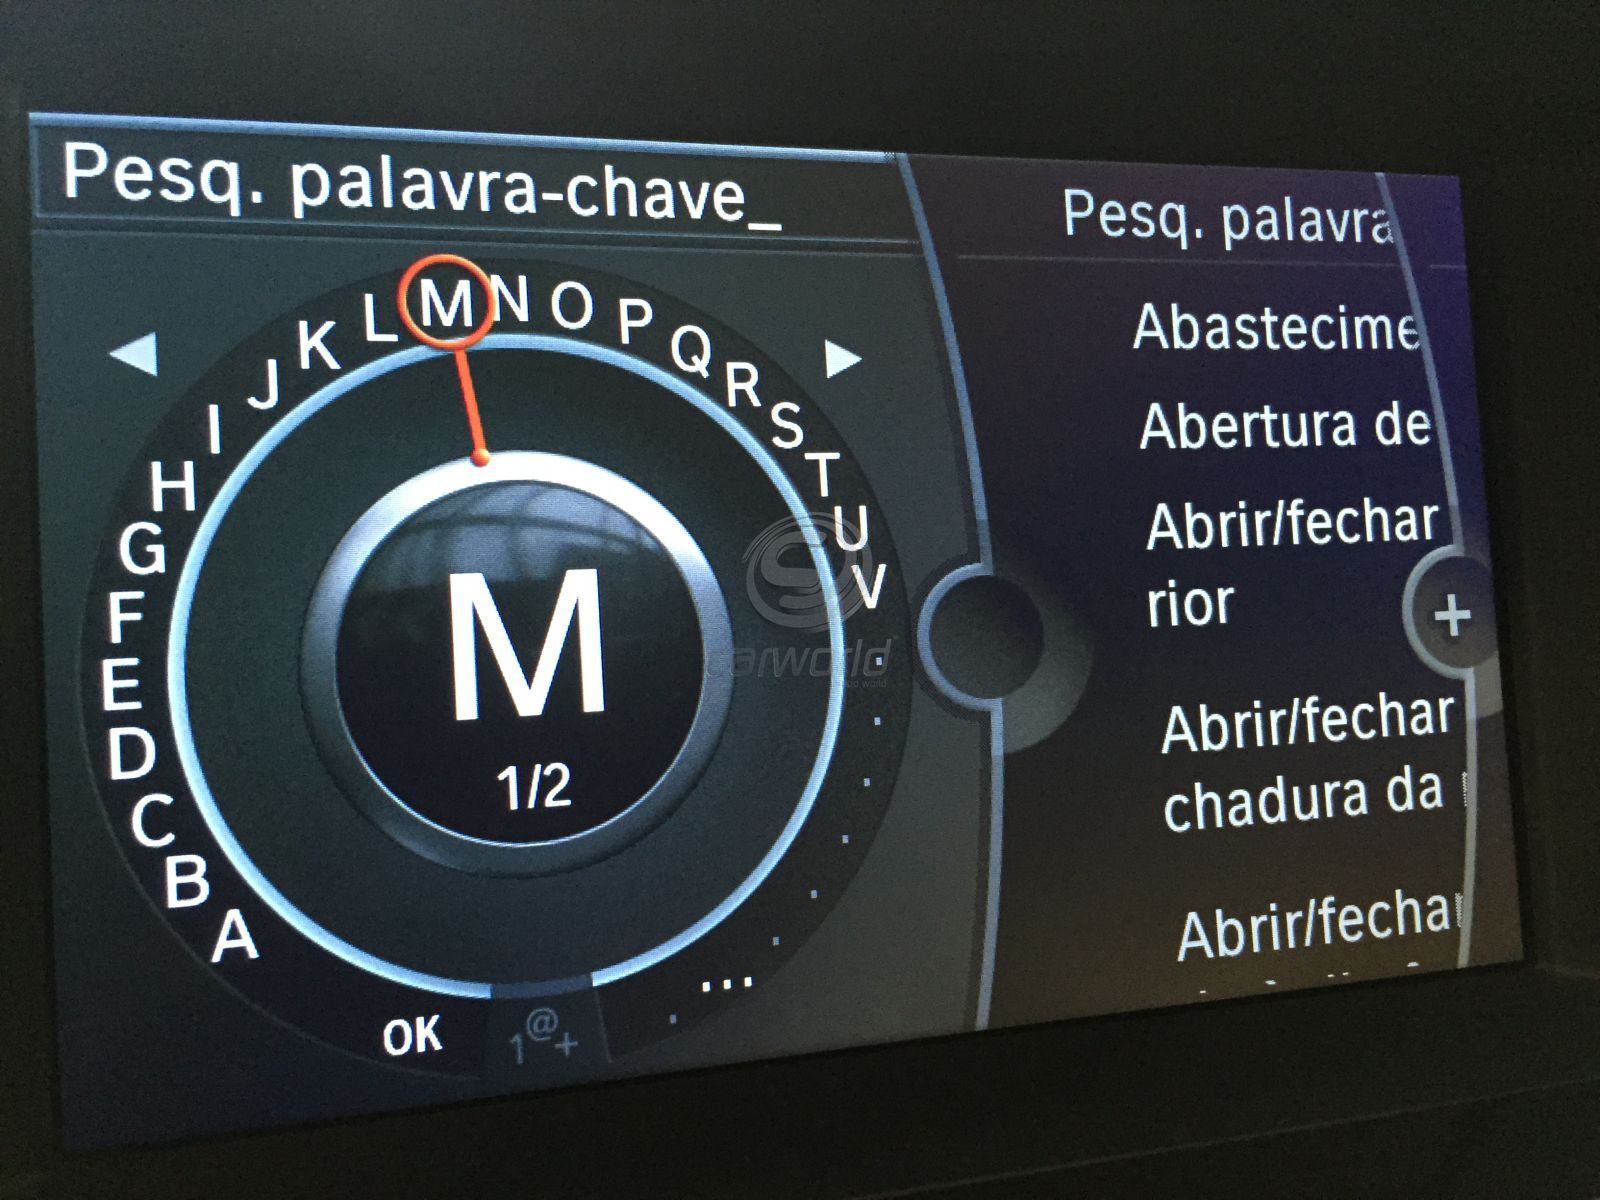 Pesq. palavra-chave_
A B C D E F G H I J K L M N O P Q R S T U V
M
1/2
OK
1@+
...
Pesq. palavra
Abastecime
Abertura de
Abrir/fechar
rior
+
Abrir/fechar
chadura da
Abrir/fecha
carworld